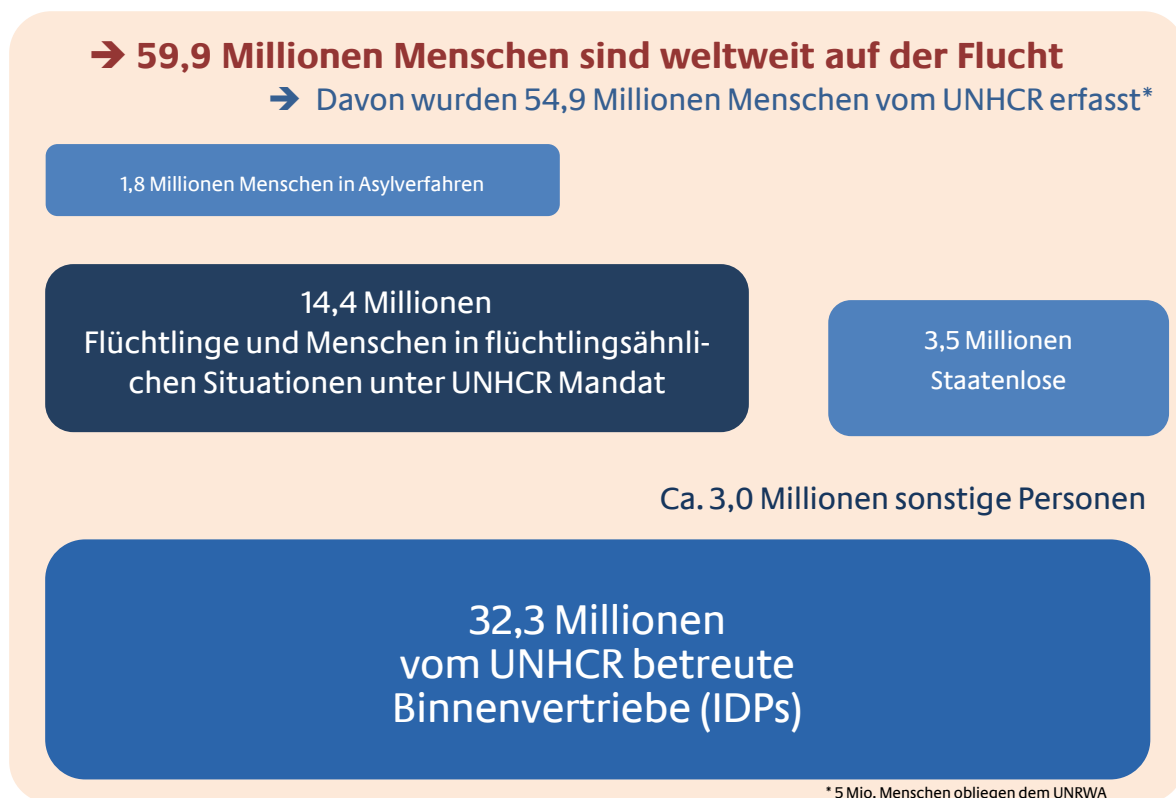 ➔ 59,9 Millionen Menschen sind weltweit auf der Flucht
➔ Davon wurden 54,9 Millionen Menschen vom UNHCR erfasst*
1,8 Millionen Menschen in Asylverfahren
14,4 Millionen
Flüchtlinge und Menschen in flüchtlingsähnli-
chen Situationen unter UNHCR Mandat
3,5 Millionen
Staatenlose
Ca. 3,0 Millionen sonstige Personen
32,3 Millionen
vom UNHCR betreute
Binnenvertriebe (IDPs)
* 5 Mio. Menschen obliegen dem UNRWA